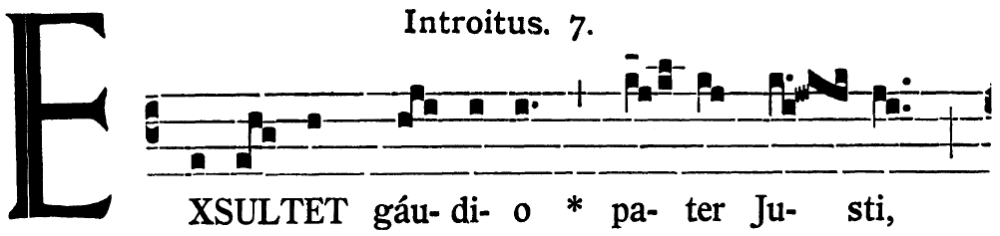 Introitus. 7.
EXSULTET gáu- di- o * pa- ter Ju- sti,